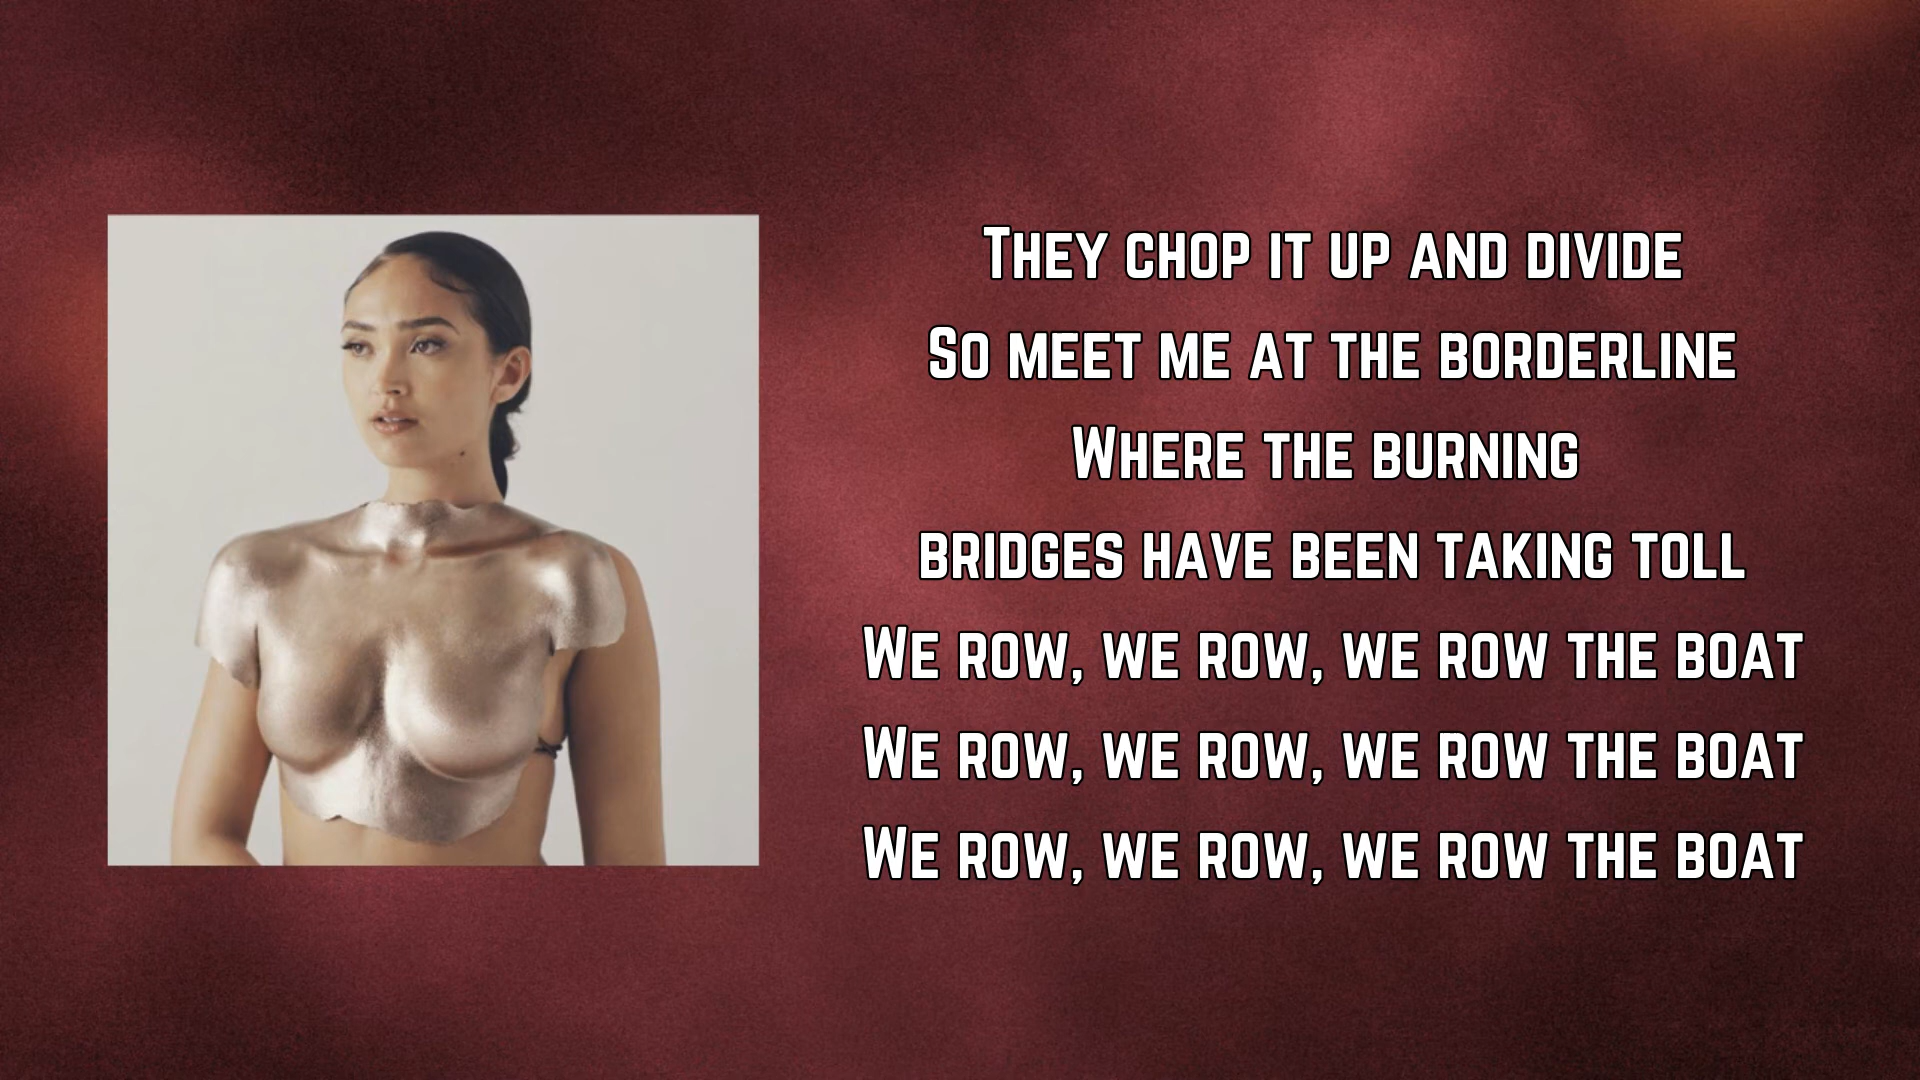 They chop it up and divide
So meet me at the borderline
Where the burning
bridges have been taking toll
We row, we row, we row the boat
We row, we row, we row the boat
We row, we row, we row the boat